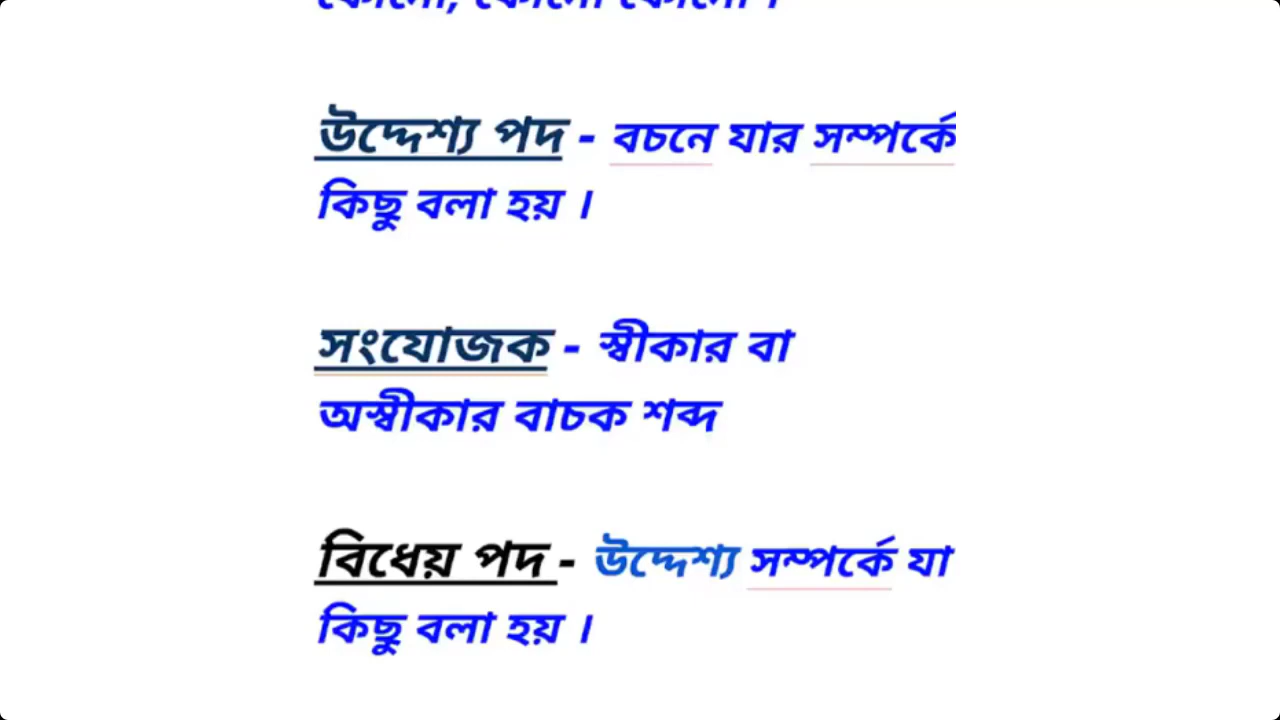 উদ্দেশ্য পদ - বচনে যার সম্পর্কে
কিছু বলা হয় ।
সংযোজক - স্বীকার বা
অস্বীকার বাচক শব্দ
বিধেয় পদ - উদ্দেশ্য সম্পর্কে যা
কিছু বলা হয় ।